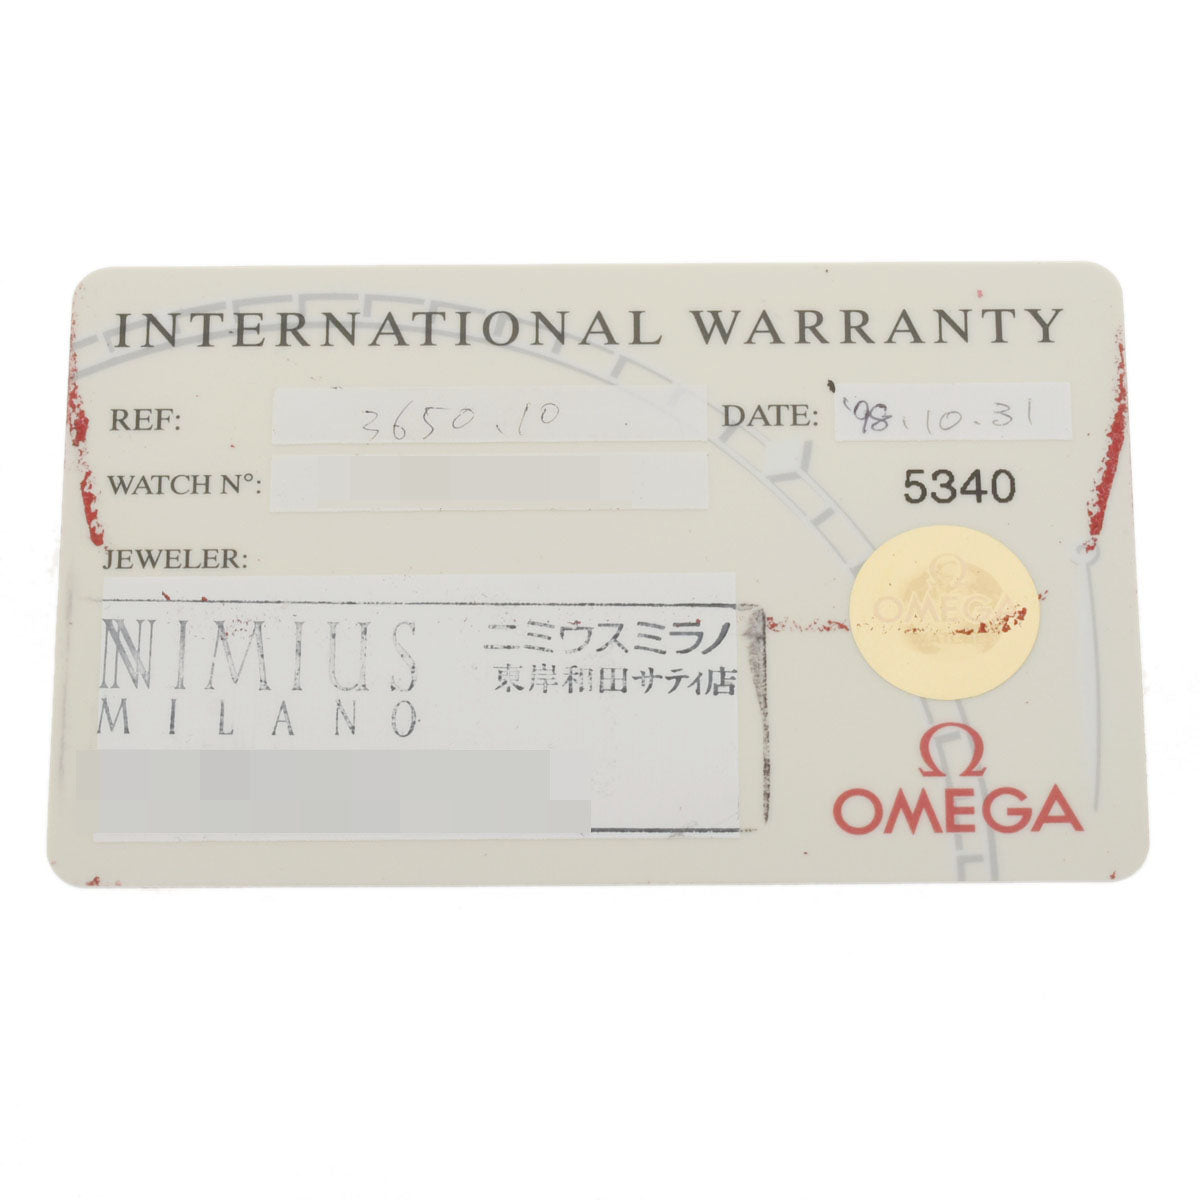 INTERNATIONAL WARRANTY
REF: 3650.10 DATE: '98.10.31
WATCH N°: 5340
JEWELER:
NIMIUS ニミウスミラノ
東岸和田サティ店
MILANO
OMEGA
Ω
OMEGA